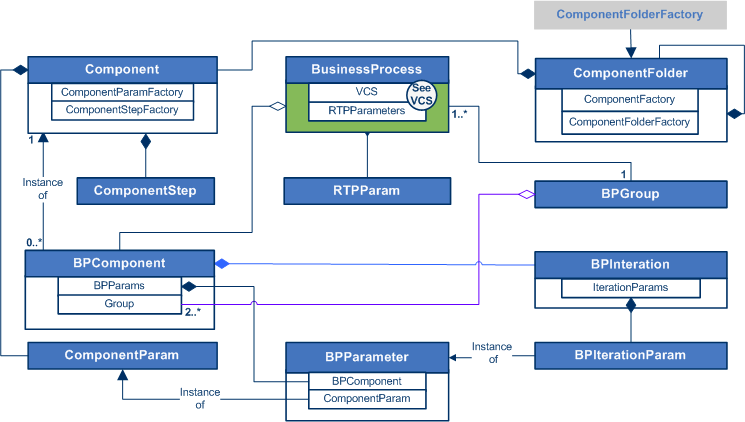 ComponentFolderFactory
Component
ComponentParamFactory
ComponentStepFactory
BusinessProcess
VCS
RTPParameters
See
VCS
ComponentFolder
ComponentFactory
ComponentFolderFactory
1
1..*
Instance
of
ComponentStep
RTPParam
1
BPGroup
0..*
BPComponent
BPParams
Group
2..*
BPInteration
IterationParams
ComponentParam
BPParameter
BPComponent
ComponentParam
Instance
of
BPIterationParam
Instance
of